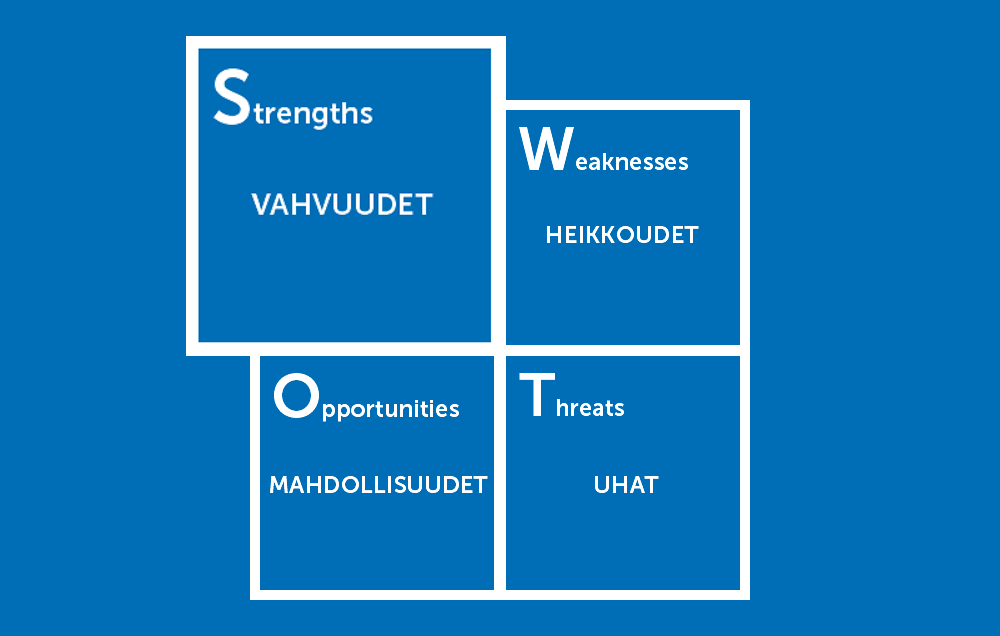 Strengths
VAHVUUDET
Weaknesses
HEIKKOUDET
Opportunities
MAHDOLLISUUDET
Threats
UHAT